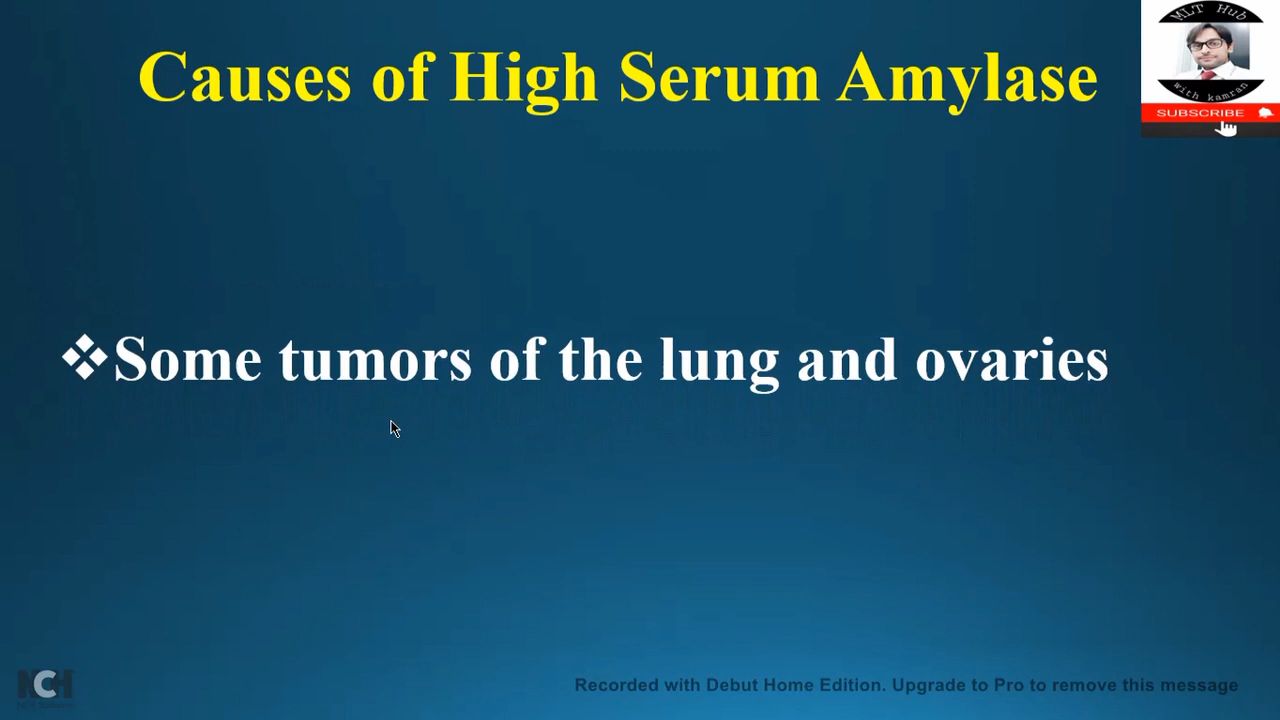 Causes of High Serum Amylase
MLT Hub
with kamran
SUBSCRIBE
❖Some tumors of the lung and ovaries
NCH
Recorded with Debut Home Edition. Upgrade to Pro to remove this message